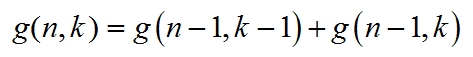 g(n,k) = g(n−1,k−1)+g(n−1,k)